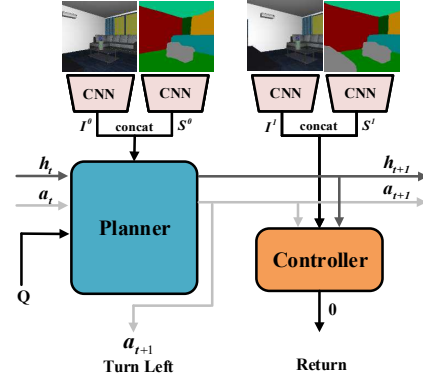 CNN CNN CNN CNN
I⁰ concat S⁰ I¹ concat S¹
hₜ hₜ₊₁
aₜ aₜ₊₁
Planner
Controller
Q
0
aₜ₊₁
Turn Left Return